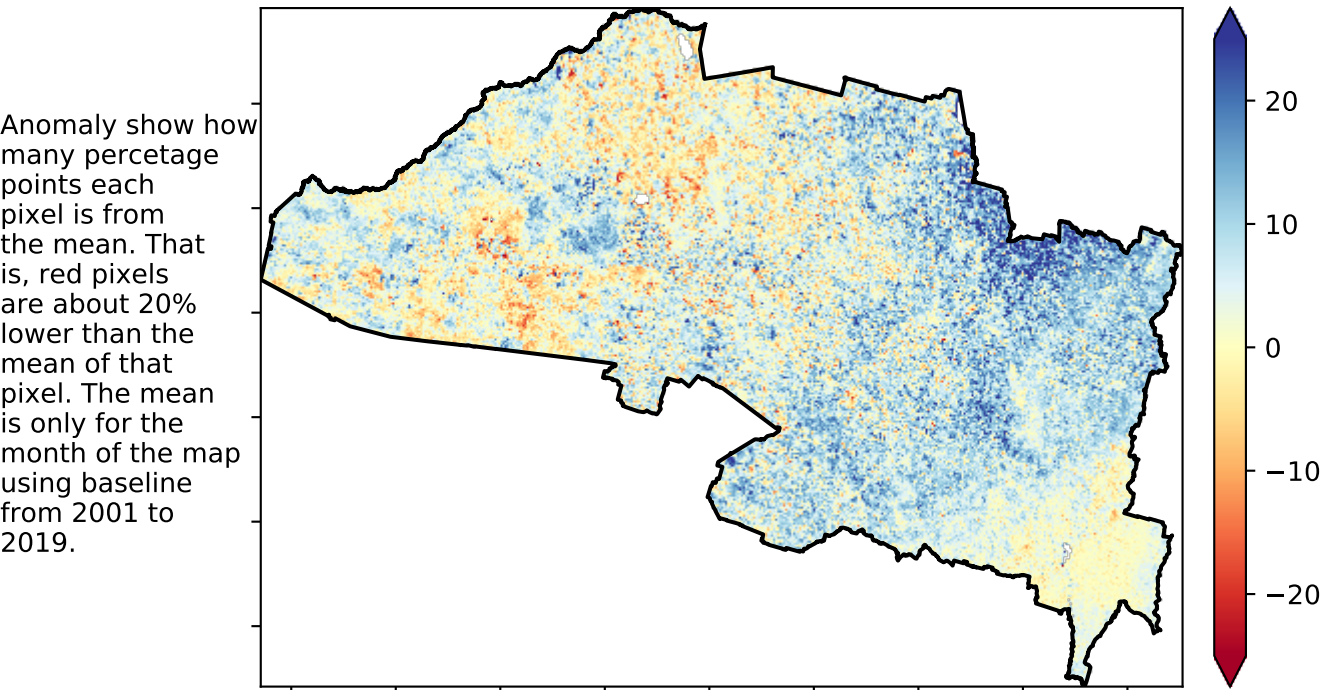 Anomaly show how
many percetage
points each
pixel is from
the mean. That
is, red pixels
are about 20%
lower than the
mean of that
pixel. The mean
is only for the
month of the map
using baseline
from 2001 to
2019.
20
10
0
−10
−20